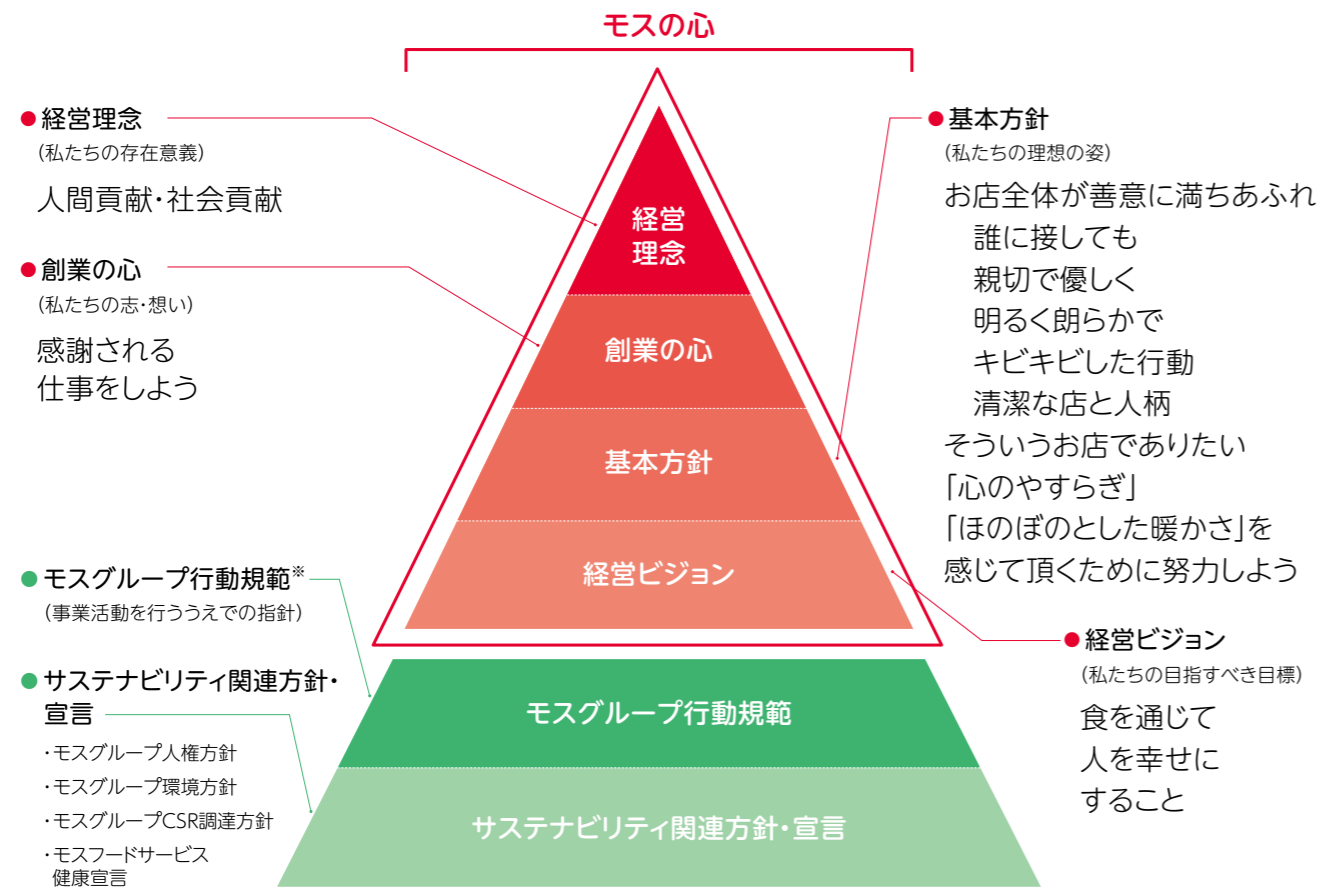 モスの心
●経営理念
(私たちの存在意義)
人間貢献・社会貢献
●創業の心
(私たちの志・想い)
感謝される
仕事をしよう
●モスグループ行動規範※
(事業活動を行ううえでの指針)
●サステナビリティ関連方針・
宣言
・モスグループ人権方針
・モスグループ環境方針
・モスグループCSR調達方針
・モスフードサービス
健康宣言
経営
理念
創業の心
基本方針
経営ビジョン
モスグループ行動規範
サステナビリティ関連方針・宣言
●基本方針
(私たちの理想の姿)
お店全体が善意に満ちあふれ
誰に接しても
親切で優しく
明るく朗らかで
キビキビした行動
清潔な店と人柄
そういうお店でありたい
「心のやすらぎ」
「ほのぼのとした暖かさ」を
感じて頂くために努力しよう
●経営ビジョン
(私たちの目指すべき目標)
食を通じて
人を幸せに
すること